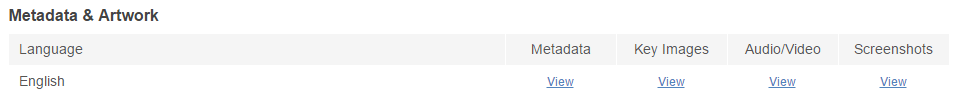 Metadata & Artwork
Language Metadata Key Images Audio/Video Screenshots
English View View View View